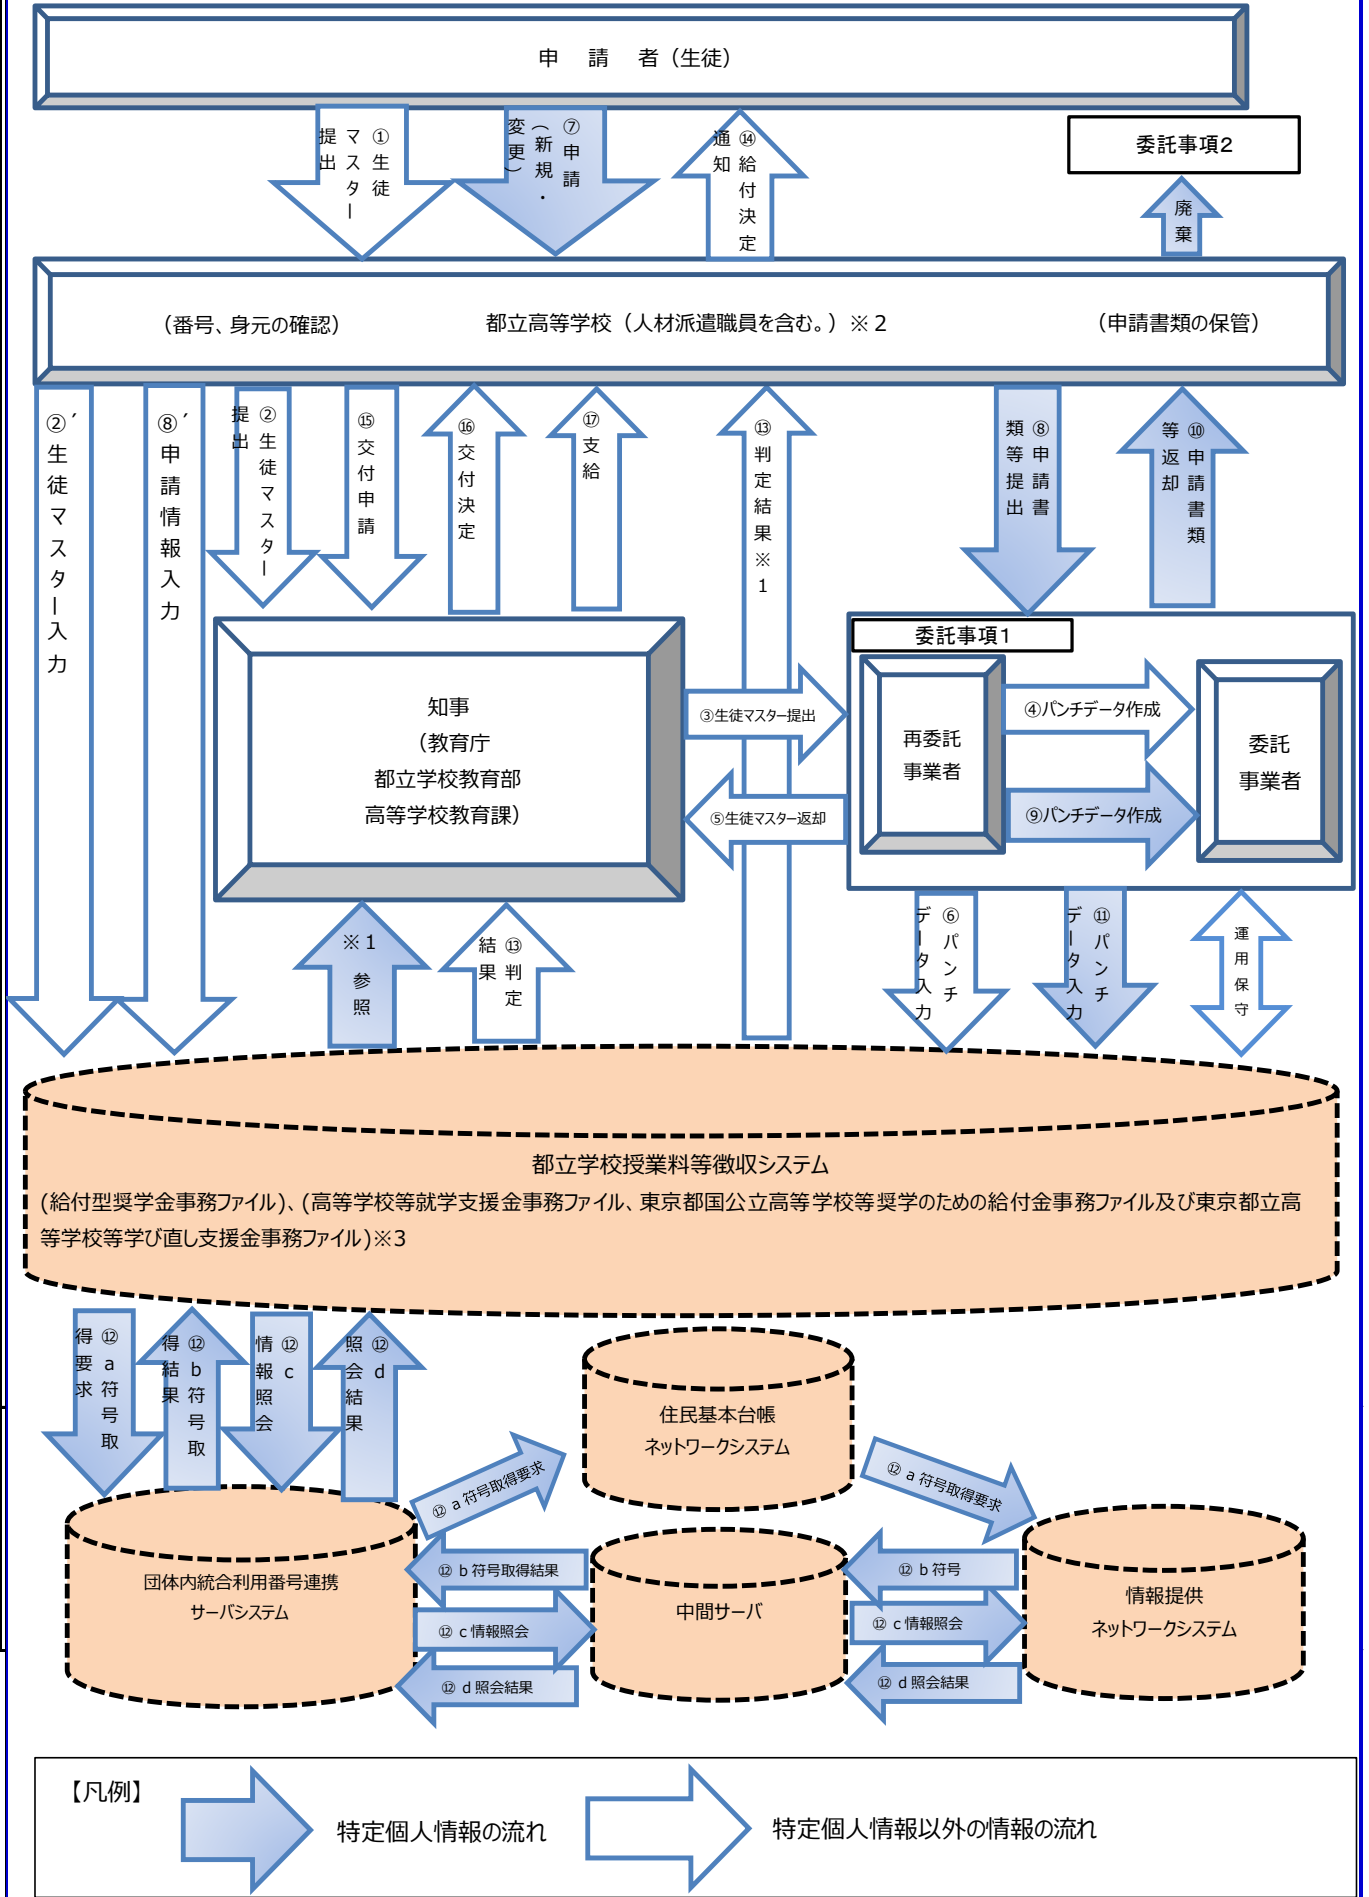 申　請　者（生徒）
①生徒
マスター
提出
⑦申請
（新規・
変更）
⑭給付決定
通知
委託事項2
廃棄
（番号、身元の確認）
都立高等学校（人材派遣職員を含む。）※２
（申請書類の保管）
②´生徒マスター入力
⑧´申請情報入力
②生徒マスター
提出
⑮交付申請
⑯交付決定
⑰支給
⑬判定結果※１
⑧申請書
類等提出
⑩申請書類
等返却
委託事項1
知事
（教育庁
都立学校教育部
高等学校教育課）
③生徒マスター提出
⑤生徒マスター返却
再委託
事業者
④パンチデータ作成
⑨パンチデータ作成
委託
事業者
※１
参照
⑬判定
結果
⑥パンチ
データ入力
⑪パンチ
データ入力
運用保守
都立学校授業料等徴収システム
(給付型奨学金事務ファイル)、(高等学校等就学支援金事務ファイル、東京都国公立高等学校等奨学のための給付金事務ファイル及び東京都立高
等学校等学び直し支援金事務ファイル)※3
⑫ａ符号取
得要求
⑫ｂ符号取
得結果
⑫ｃ
情報照会
⑫ｄ
照会結果
住民基本台帳
ネットワークシステム
⑫ａ符号取得要求
⑫ａ符号取得要求
団体内統合利用番号連携
サーバシステム
⑫ｂ符号取得結果
⑫ｃ情報照会
⑫ｄ照会結果
中間サーバ
⑫ｂ符号
⑫ｃ情報照会
⑫ｄ照会結果
情報提供
ネットワークシステム
【凡例】
特定個人情報の流れ
特定個人情報以外の情報の流れ